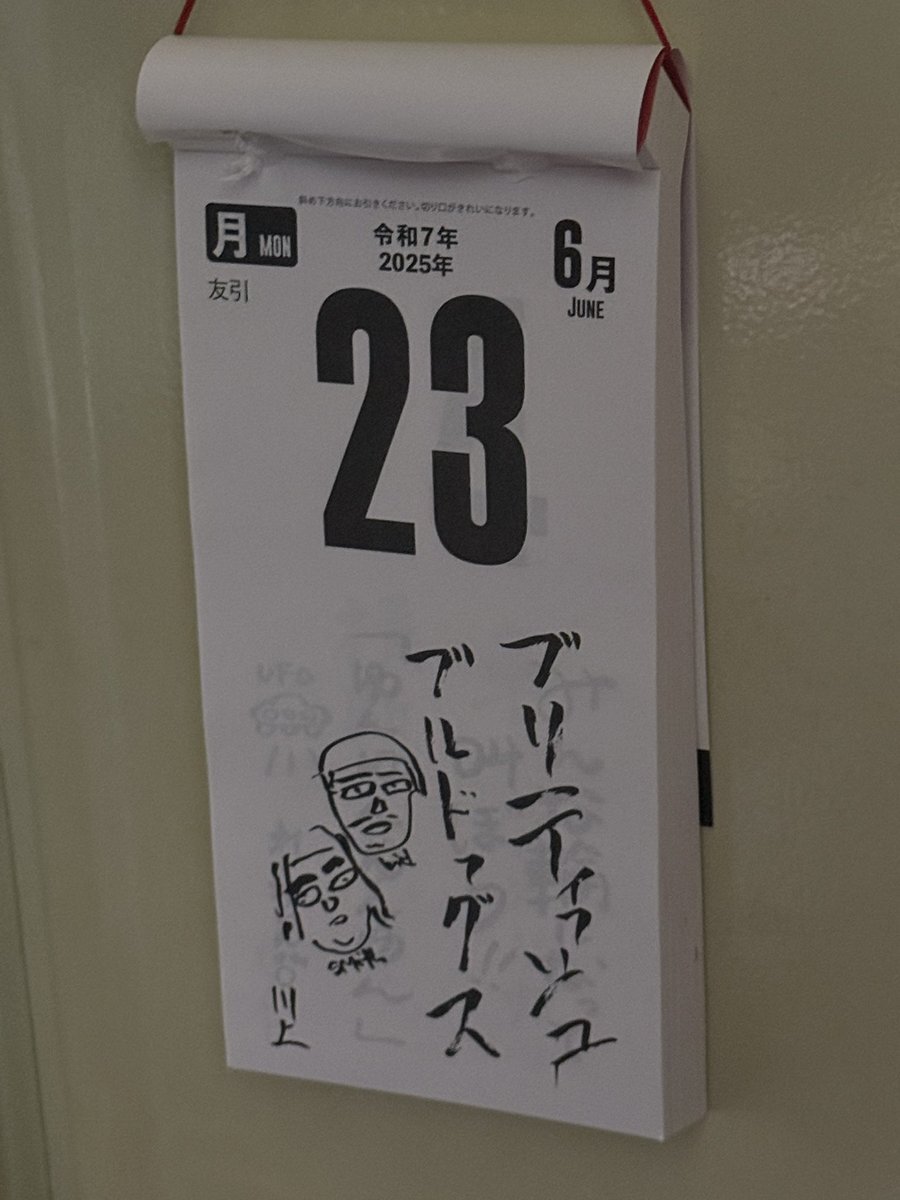 斜め下方向にお引きください。切り口がきれいになります。
月 MON
令和7年
2025年
6月
JUNE
友引
23
ブリティッシュ
ブルドッグス
川上